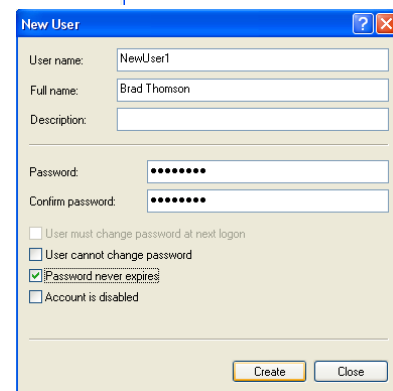 New User
User name: NewUser1
Full name: Brad Thomson
Description:
Password: ●●●●●●●●
Confirm password: ●●●●●●●●
User must change password at next logon
User cannot change password
Password never expires
Account is disabled
Create Close